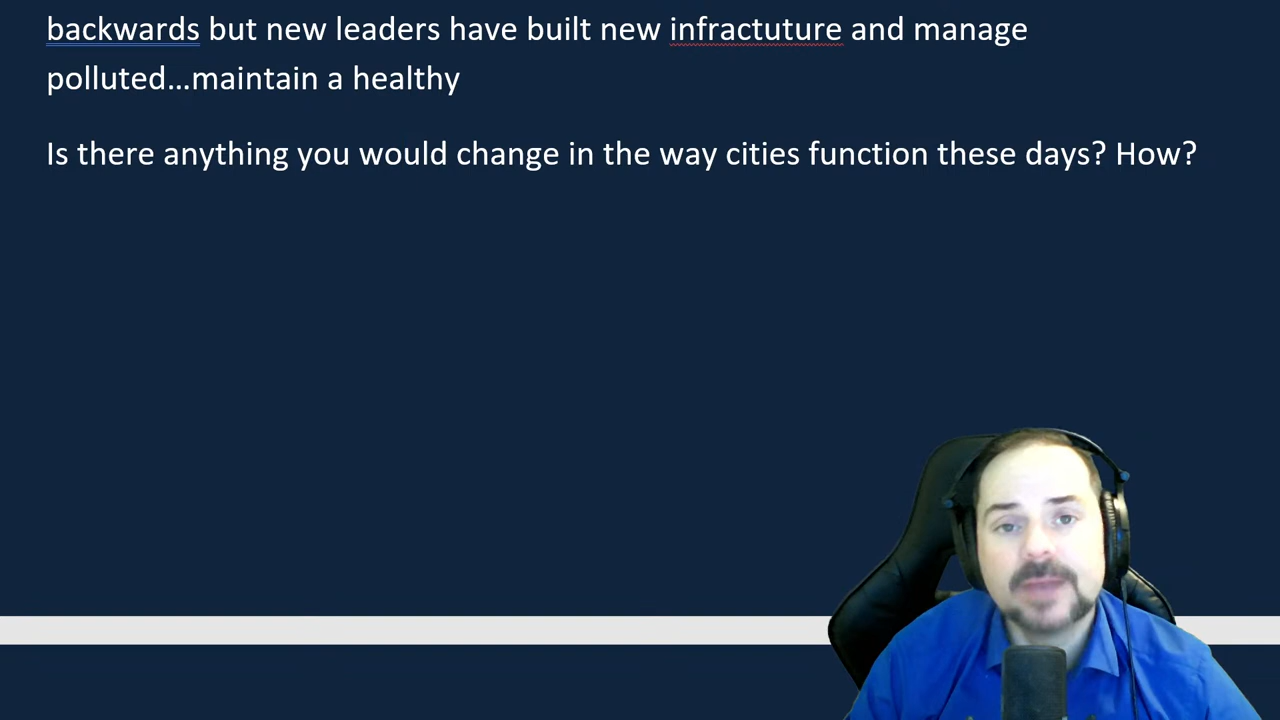 backwards but new leaders have built new infractuture and manage
polluted…maintain a healthy
Is there anything you would change in the way cities function these days? How?